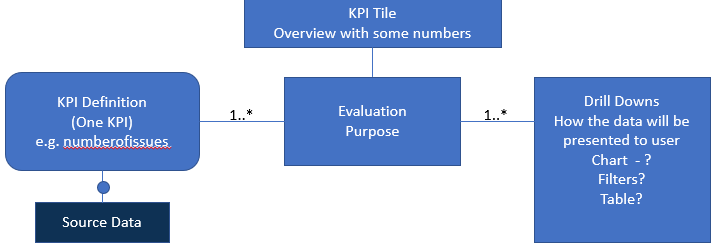 KPI Tile
Overview with some numbers
KPI Definition
(One KPI)
e.g. numberofissues
1..*
Evaluation
Purpose
1..*
Drill Downs
How the data will be
presented to user
Chart  - ?
Filters?
Table?
Source Data